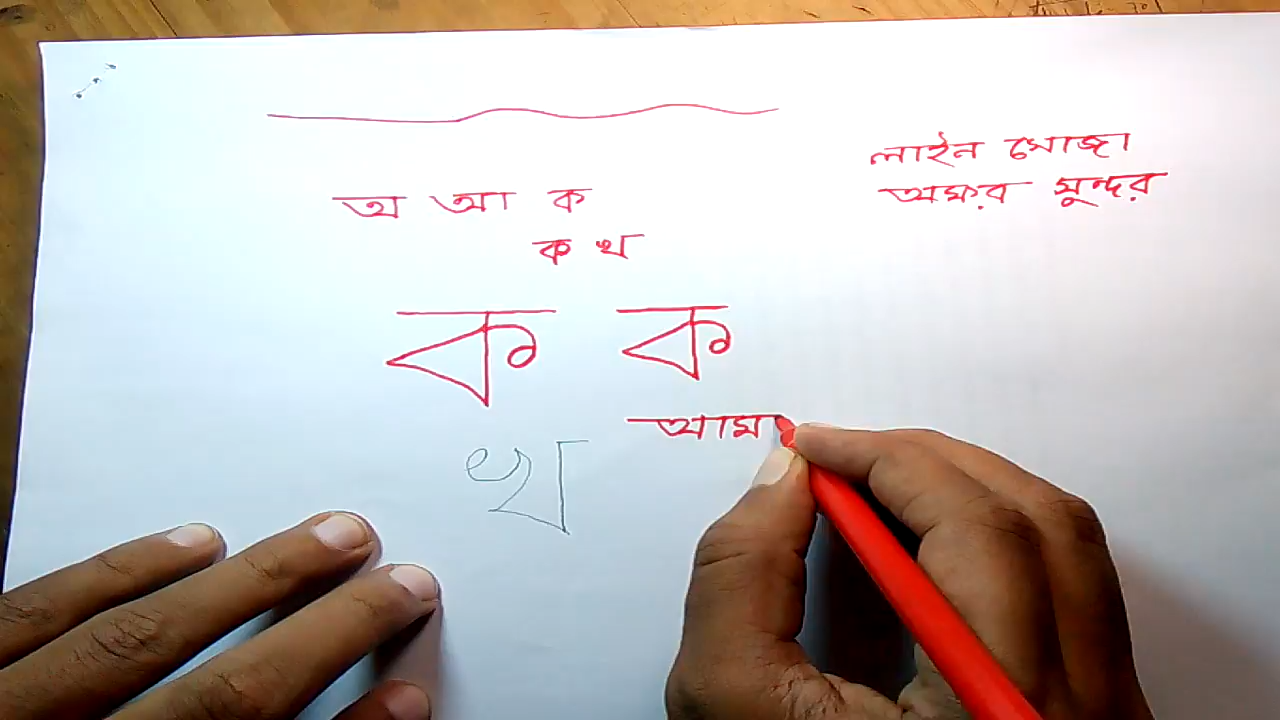 লাইন সোজা
অক্ষর সুন্দর
অ আ ক
ক খ
ক ক
আমা
খ